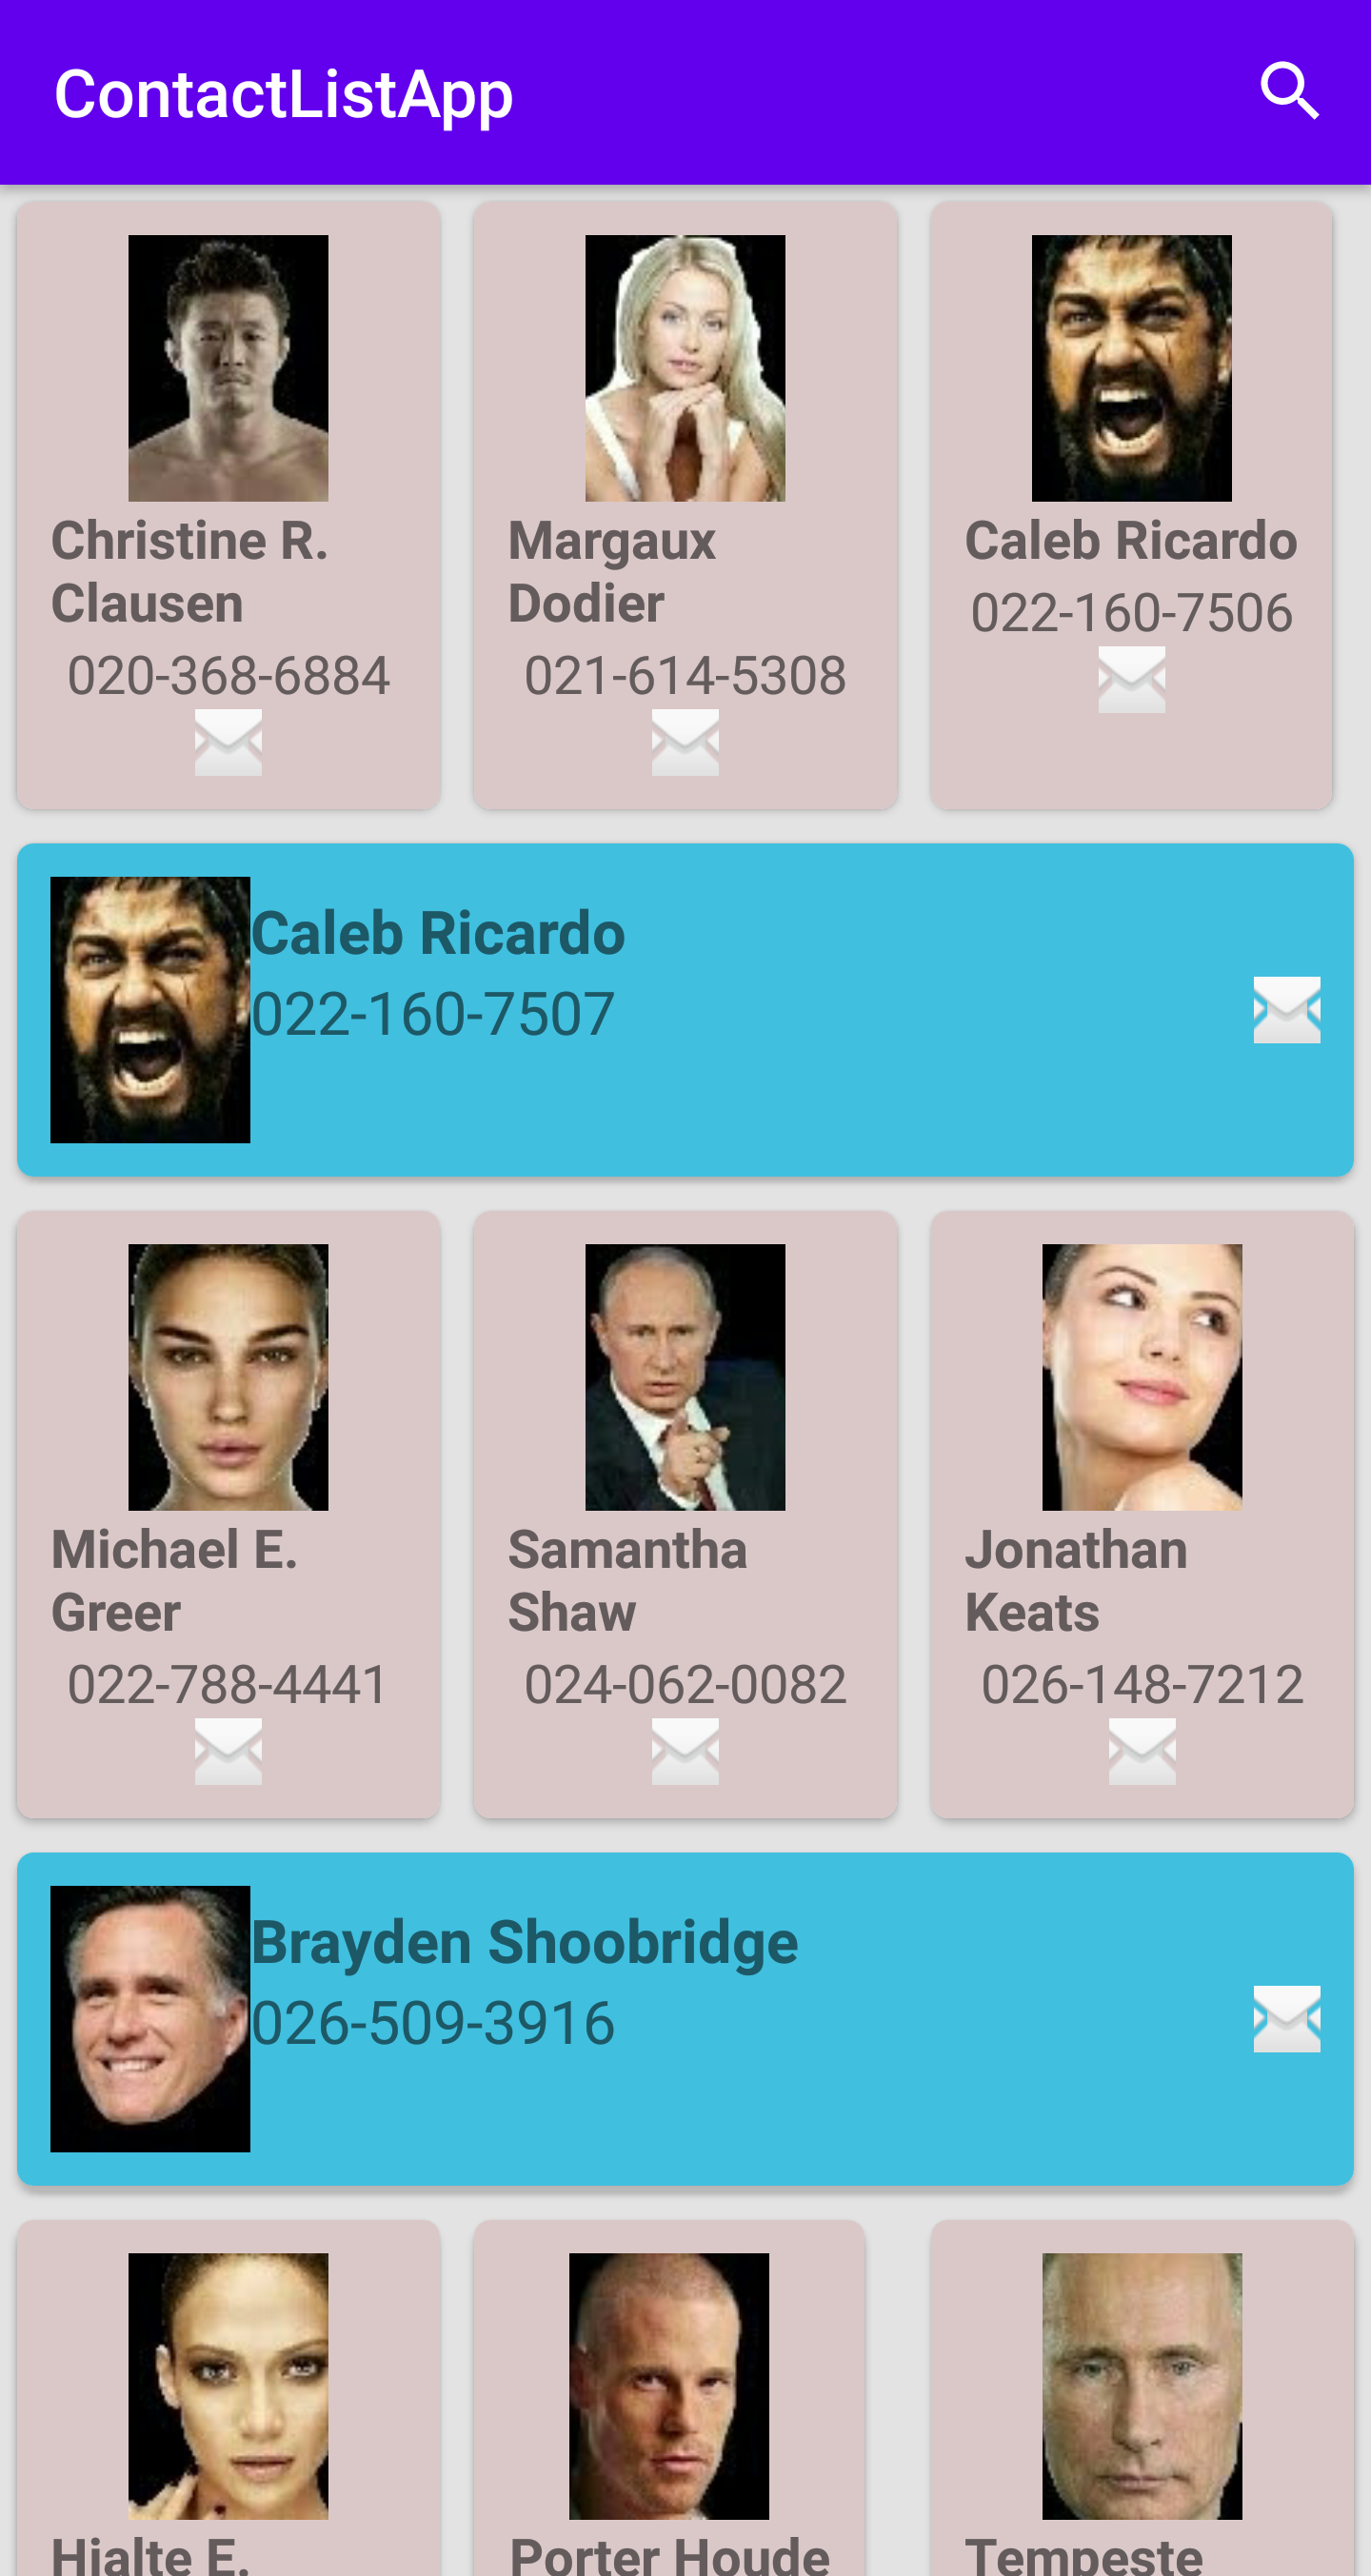 ContactListApp
Christine R.
Clausen
020-368-6884
Margaux
Dodier
021-614-5308
Caleb Ricardo
022-160-7506
Caleb Ricardo
022-160-7507
Michael E.
Greer
022-788-4441
Samantha
Shaw
024-062-0082
Jonathan
Keats
026-148-7212
Brayden Shoobridge
026-509-3916
Hjalte E.
Porter Houde
Tempeste